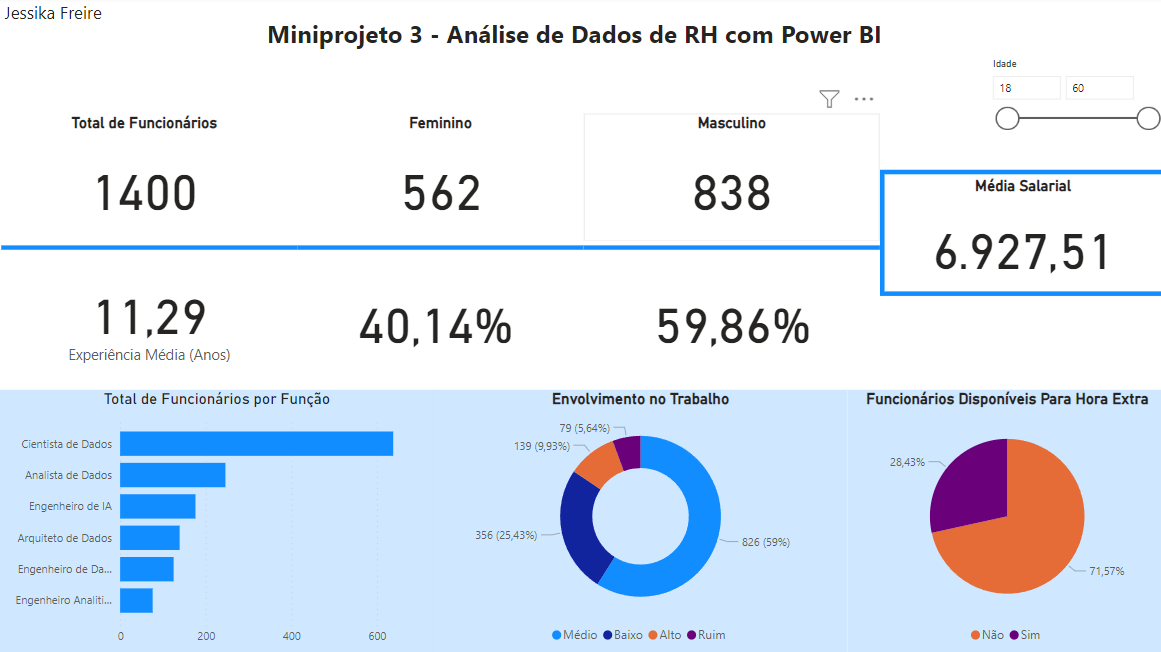 Jessika Freire
Miniprojeto 3 - Análise de Dados de RH com Power BI
Idade
18 60
Total de Funcionários
1400
Feminino
562
Masculino
838
Média Salarial
6.927,51
11,29
Experiência Média (Anos)
40,14%
59,86%
Total de Funcionários por Função
Cientista de Dados
Analista de Dados
Engenheiro de IA
Arquiteto de Dados
Engenheiro de Da...
Engenheiro Analiti...
0 200 400 600
Envolvimento no Trabalho
79 (5,64%)
139 (9,93%)
356 (25,43%)
826 (59%)
Médio Baixo Alto Ruim
Funcionários Disponíveis Para Hora Extra
28,43%
71,57%
Não Sim